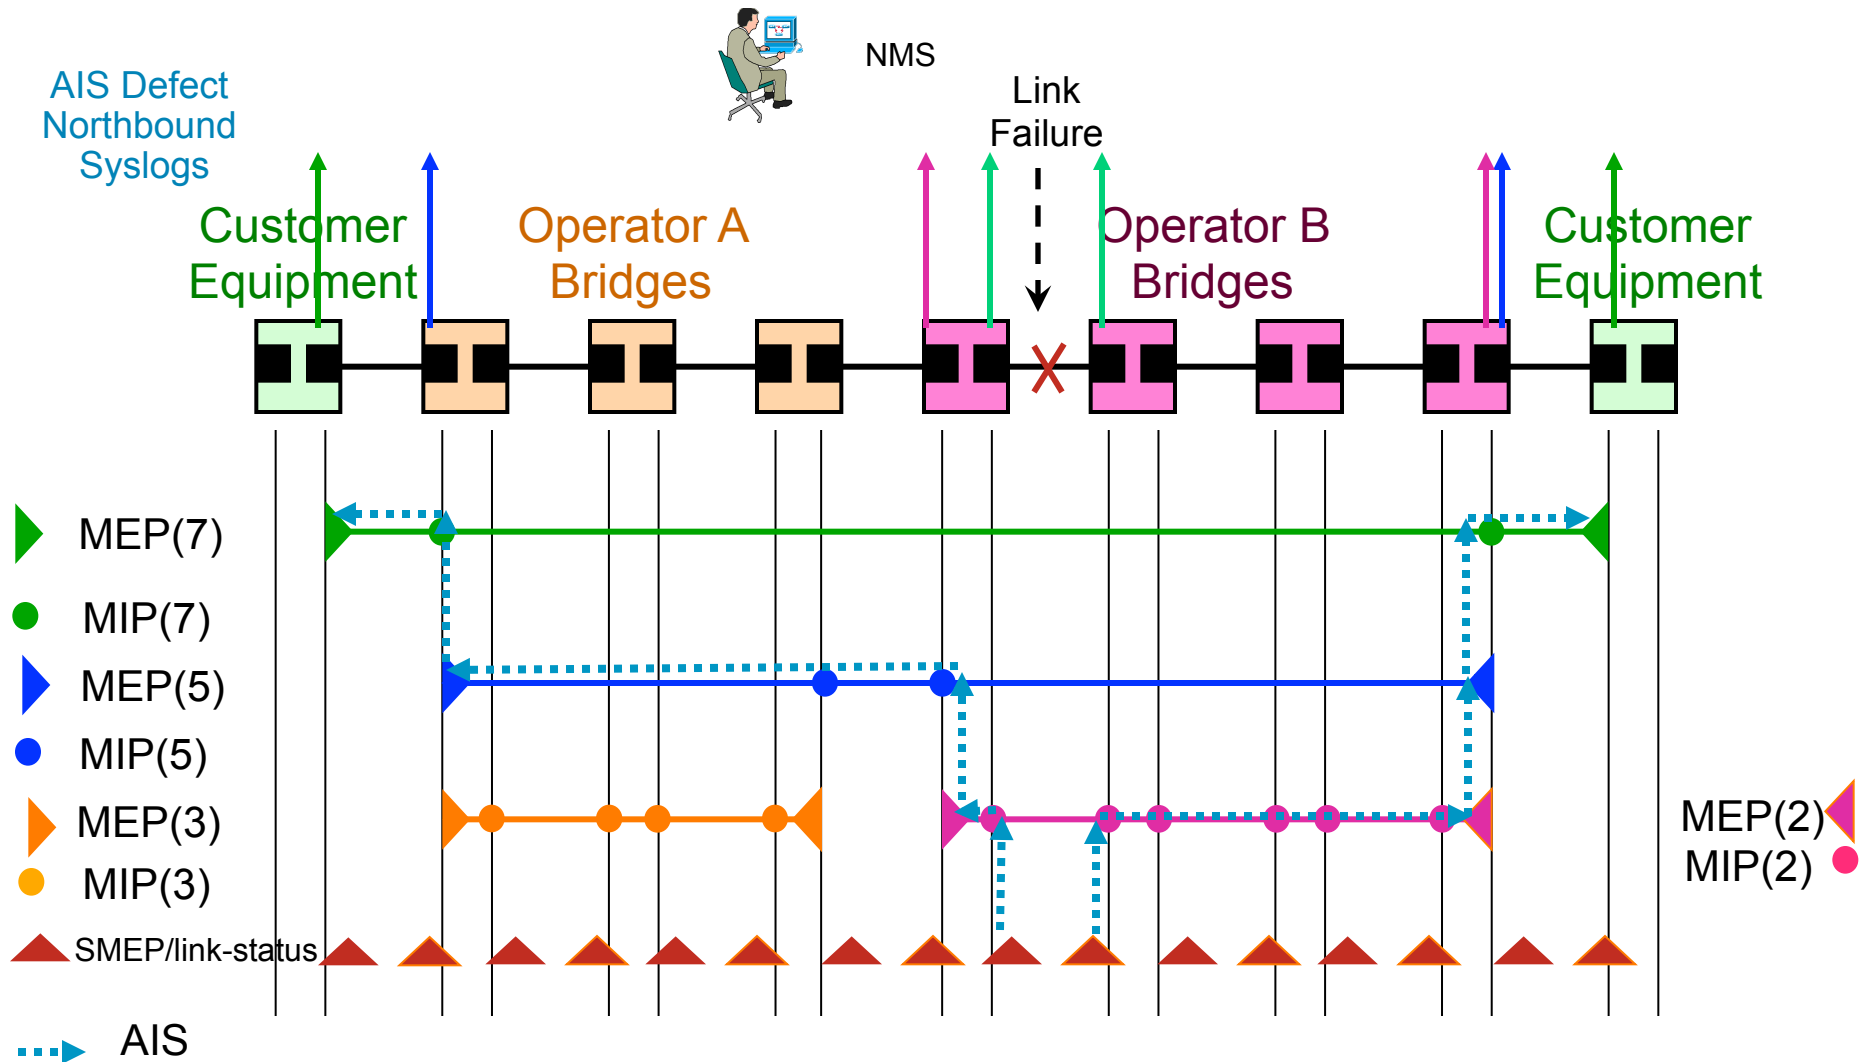 NMS
AIS Defect
Northbound
Syslogs
Link
Failure
Customer
Equipment
Operator A
Bridges
Operator B
Bridges
Customer
Equipment
MEP(7)
MIP(7)
MEP(5)
MIP(5)
MEP(3)
MIP(3)
MEP(2)
MIP(2)
SMEP/link-status
AIS